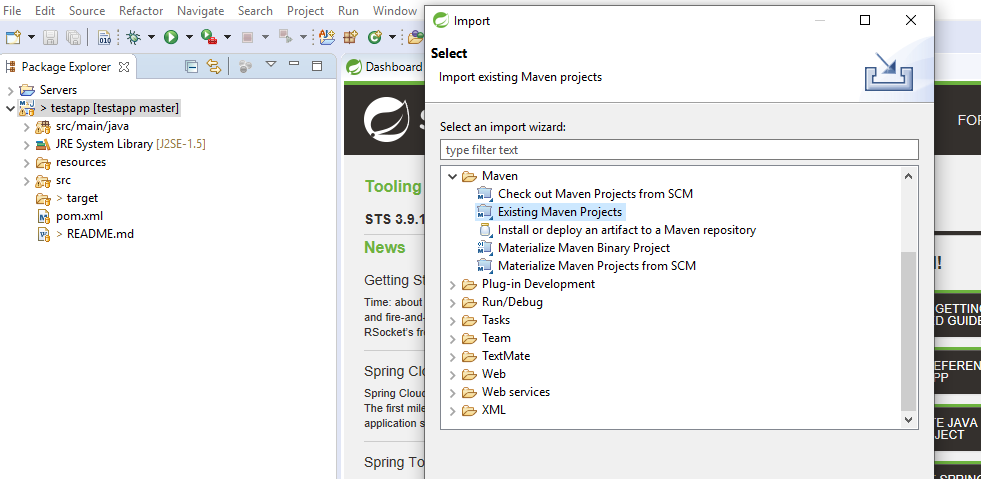 File Edit Source Refactor Navigate Search Project Run Window
Import
Select
Import existing Maven projects
Package Explorer
Servers
> testapp [testapp master]
src/main/java
JRE System Library [J2SE-1.5]
resources
src
> target
pom.xml
> README.md
Dashboard
S
FOR
Tooling
STS 3.9.1
News
Getting St
Time: about
and fire-and-
RSocket's fr
Spring Clo
Spring Cloud
The first mile
application s
Spring To
Select an import wizard:
type filter text
Maven
Check out Maven Projects from SCM
Existing Maven Projects
Install or deploy an artifact to a Maven repository
Materialize Maven Binary Project
Materialize Maven Projects from SCM
Plug-in Development
Run/Debug
Tasks
Team
TextMate
Web
Web services
XML
!
GETTING
D GUIDE
EFEREN
PP
TE JAVA
JECT